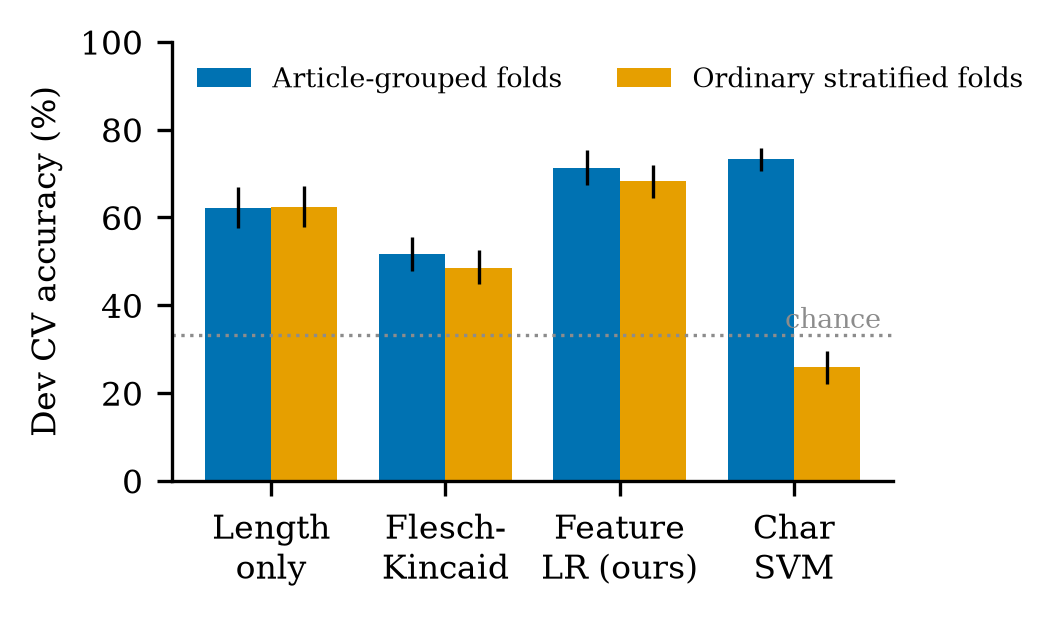 Dev CV accuracy (%)
100
80
60
40
20
0
Article-grouped folds
Ordinary stratified folds
chance
Length
only
Flesch-
Kincaid
Feature
LR (ours)
Char
SVM